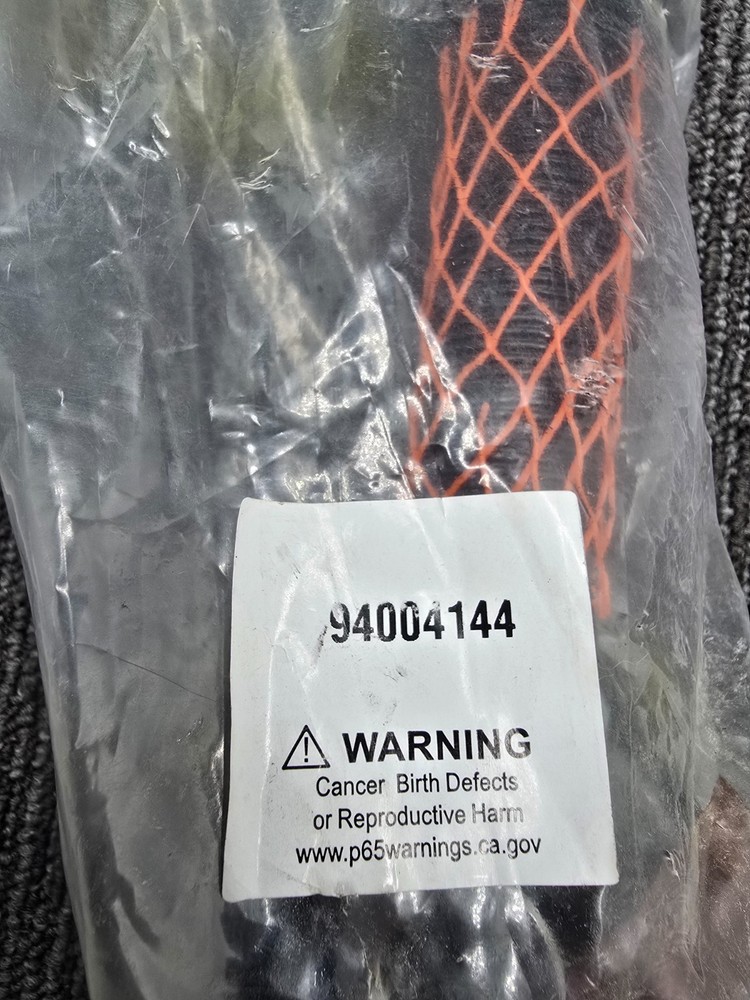 94004144
⚠ WARNING
Cancer Birth Defects
or Reproductive Harm
www.p65warnings.ca.gov